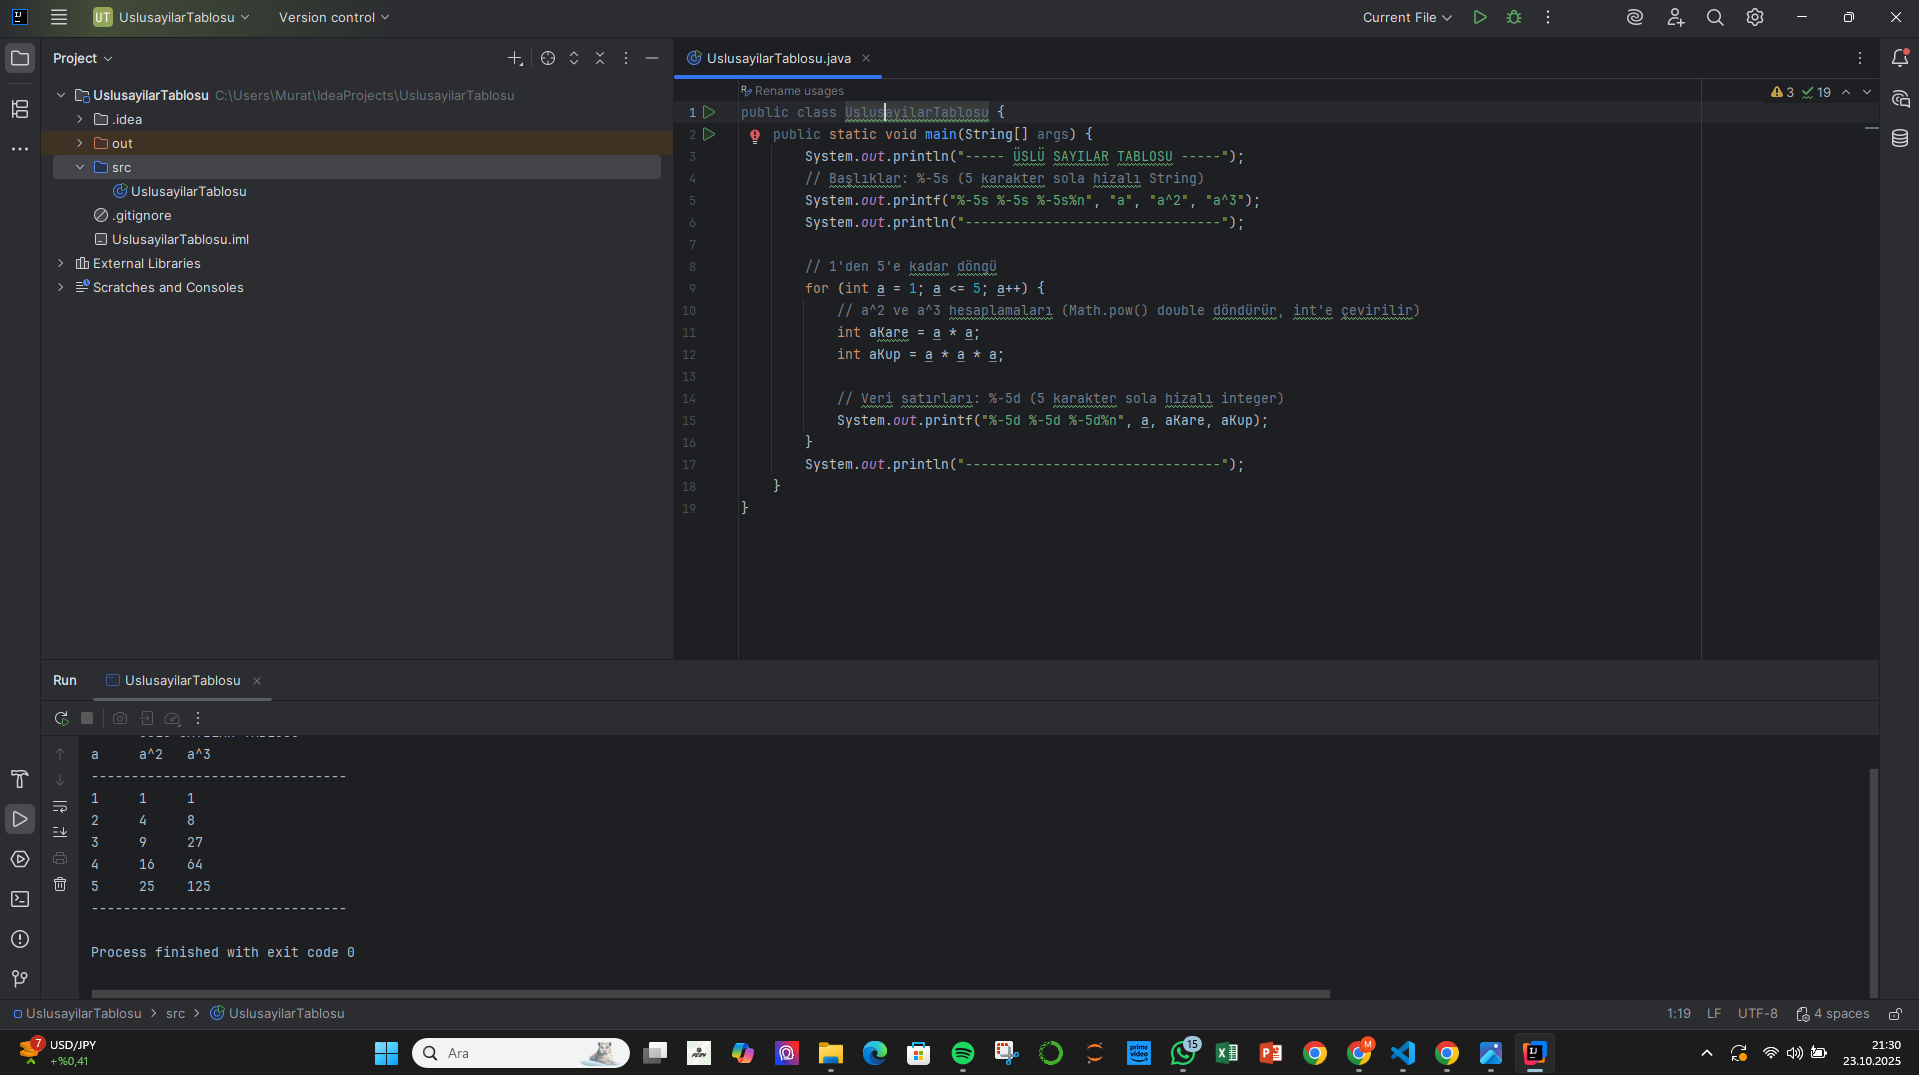 UT UslusayilarTablosu Version control Current File
Project
UslusayilarTablosu C:\Users\Murat\IdeaProjects\UslusayilarTablosu
.idea
out
src
UslusayilarTablosu
.gitignore
UslusayilarTablosu.iml
External Libraries
Scratches and Consoles
UslusayilarTablosu.java
Rename usages
3 19
1 public class UslusayilarTablosu {
2 public static void main(String[] args) {
3 System.out.println("----- ÜSLÜ SAYILAR TABLOSU -----");
4 // Başlıklar: %-5s (5 karakter sola hizalı String)
5 System.out.printf("%-5s %-5s %-5s%n", "a", "a^2", "a^3");
6 System.out.println("--------------------------------");
7
8 // 1'den 5'e kadar döngü
9 for (int a = 1; a <= 5; a++) {
10 // a^2 ve a^3 hesaplamaları (Math.pow() double döndürür, int'e çevirilir)
11 int aKare = a * a;
12 int aKup = a * a * a;
13
14 // Veri satırları: %-5d (5 karakter sola hizalı integer)
15 System.out.printf("%-5d %-5d %-5d%n", a, aKare, aKup);
16 }
17 System.out.println("--------------------------------");
18 }
19 }
Run UslusayilarTablosu
a a^2 a^3
--------------------------------
1 1 1
2 4 8
3 9 27
4 16 64
5 25 125
--------------------------------
Process finished with exit code 0
UslusayilarTablosu > src > UslusayilarTablosu 1:19 LF UTF-8 4 spaces
7 USD/JPY
+%0,41
Ara
prime video
15
M
21:30
23.10.2025